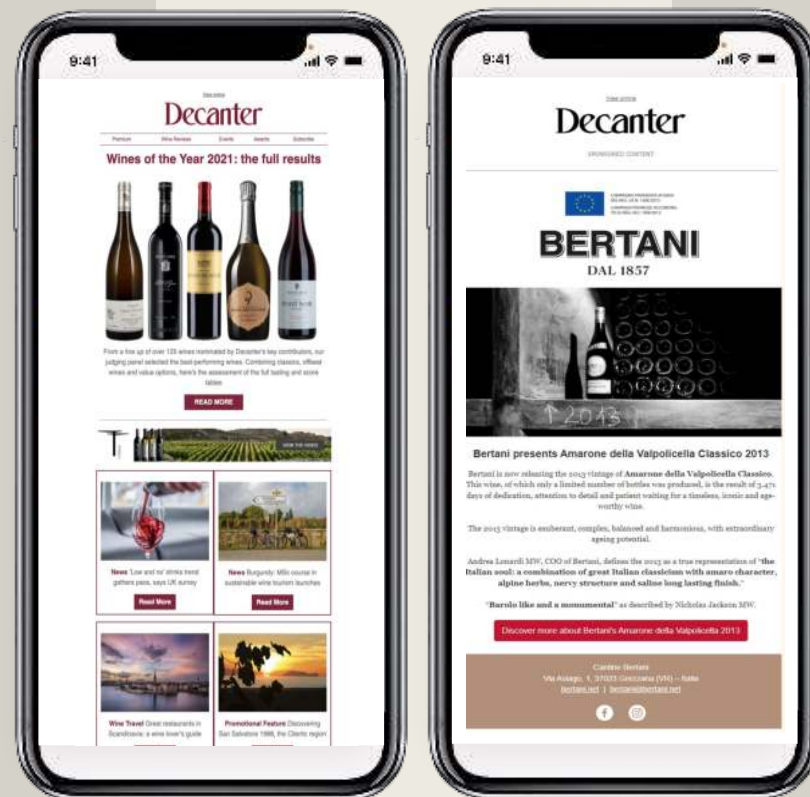 9:41
View online
Decanter
Premium Wine Reviews Events Awards Subscribe
Wines of the Year 2021: the full results
From a line up of over 120 wines nominated by Decanter's key contributors, our
judging panel selected the best-performing wines. Combining classics, offbeat
wines and value options, here's the assessment of the full tasting and score
tables
READ MORE
VIEW THE RANGE
News 'Low and no' drinks trend
gathers pace, says UK survey
Read More
News Burgundy: MSc course in
sustainable wine tourism launches
Read More
Wine Travel Great restaurants in
Scandinavia: a wine lover's guide
Promotional Feature Discovering
San Salvatore 1988, the Cilento region
9:41
View online
Decanter
SPONSORED CONTENT
BERTANI
DAL 1857
↑ 2013
Bertani presents Amarone della Valpolicella Classico 2013
Bertani is now releasing the 2013 vintage of Amarone della Valpolicella Classico.
This wine, of which only a limited number of bottles was produced, is the result of 3.471
days of dedication, attention to detail and patient waiting for a timeless, iconic and age-
worthy wine.
The 2013 vintage is exuberant, complex, balanced and harmonious, with extraordinary
ageing potential.
Andrea Lonardi MW, COO of Bertani, defines the 2013 as a true representation of "the
Italian soul: a combination of great Italian classicism with amaro character,
alpine herbs, nervy structure and saline long lasting finish."
"Barolo like and a monumental" as described by Nicholas Jackson MW.
Discover more about Bertani's Amarone della Valpolicella 2013
Cantine Bertani
Via Asiago, 1, 37023 Grezzana (VR) – Italia
bertani.net | bertani@bertani.net